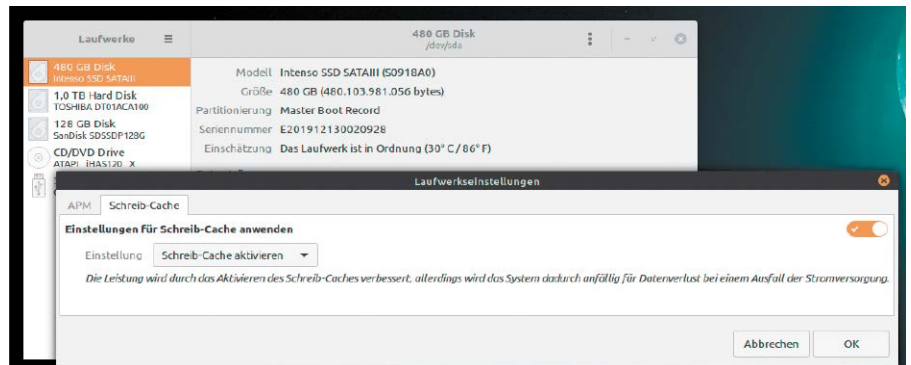 Laufwerke
480 GB Disk
/dev/sda
480 GB Disk
Intenso SSD SATAIII
1,0 TB Hard Disk
TOSHIBA DT01ACA100
128 GB Disk
SanDisk SDSSDP128G
CD/DVD Drive
ATAPI iHAS120 X
Modell Intenso SSD SATAIII (S0918A0)
Größe 480 GB (480.103.981.056 bytes)
Partitionierung Master Boot Record
Seriennummer E201912130020928
Einschätzung Das Laufwerk ist in Ordnung (30° C / 86° F)
Laufwerkseinstellungen
APM Schreib-Cache
Einstellungen für Schreib-Cache anwenden
Einstellung Schreib-Cache aktivieren
Die Leistung wird durch das Aktivieren des Schreib-Caches verbessert, allerdings wird das System dadurch anfällig für Datenverlust bei einem Ausfall der Stromversorgung.
Abbrechen OK